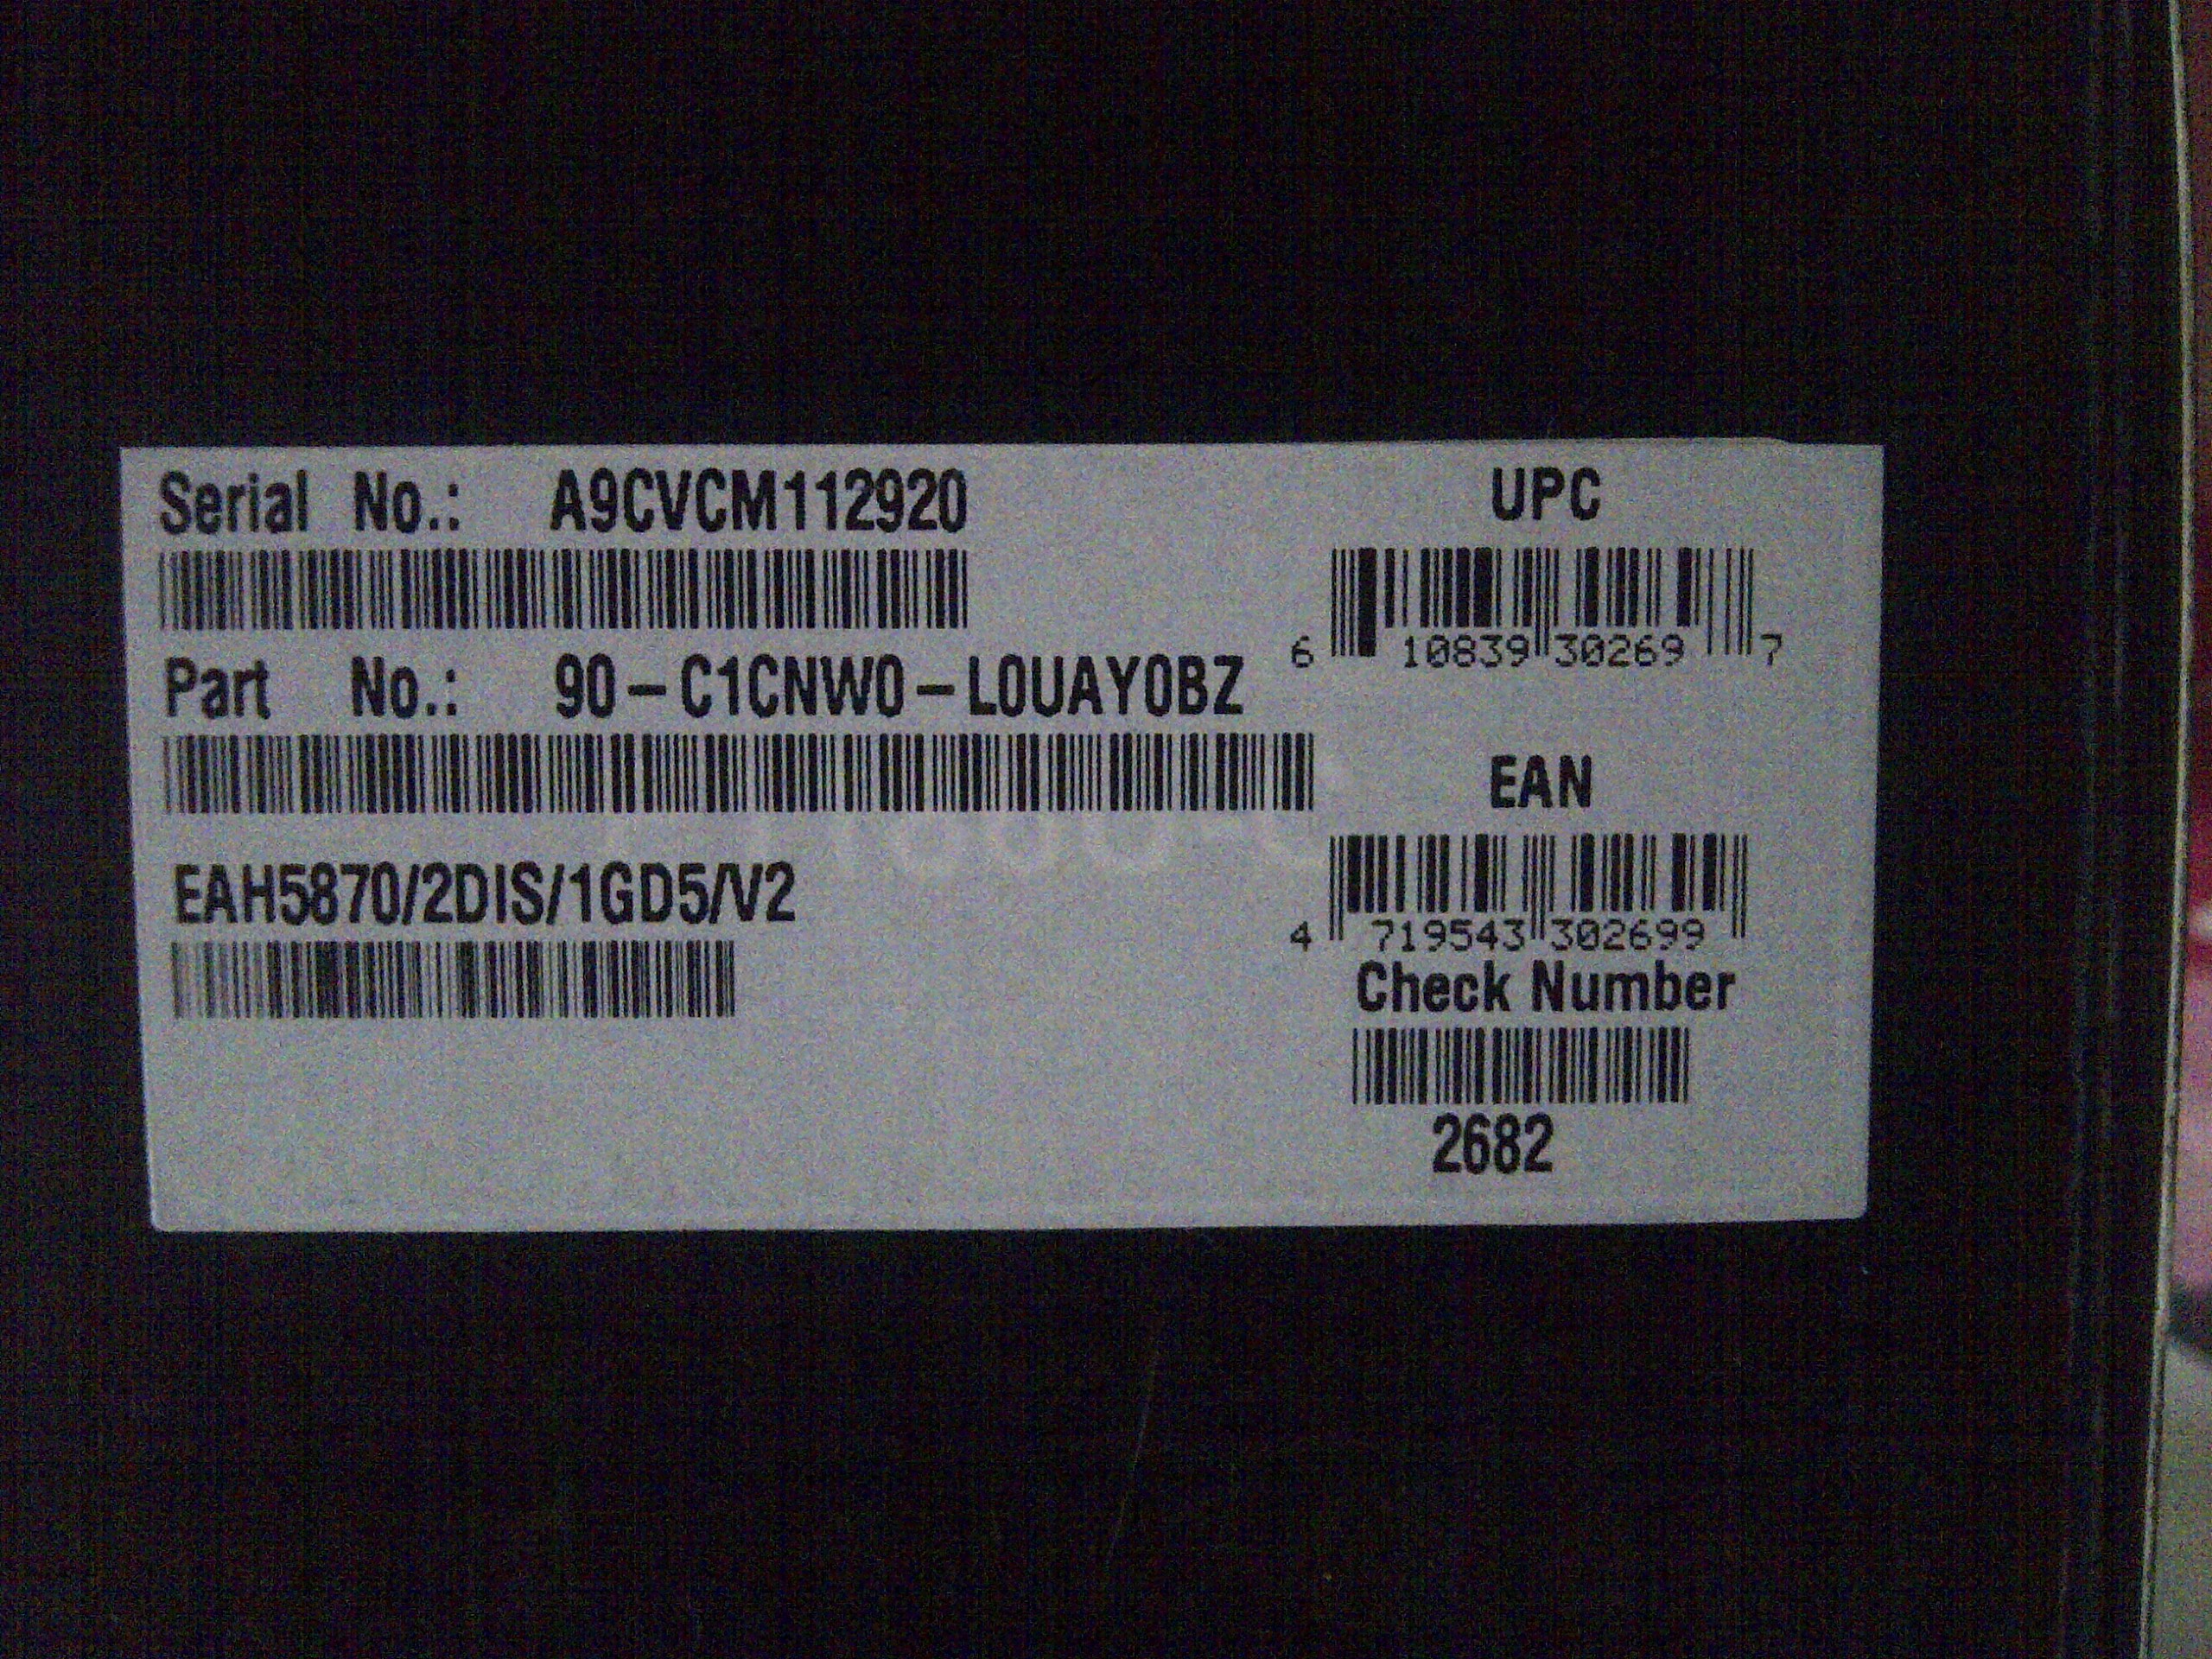 Serial No.: A9CVCM112920
Part No.: 90-C1CNW0-L0UAY0BZ
EAH5870/2DIS/1GD5/V2
UPC
6 10839 30269 7
EAN
4 719543 302699
Check Number
2682